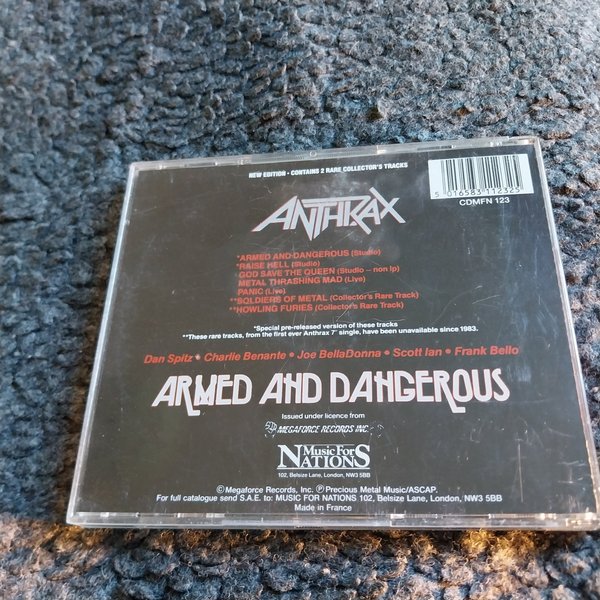 NEW EDITION - CONTAINS 2 RARE COLLECTOR'S TRACKS
5 016583 112323
CDMFN 123
ANTHRAX
*ARMED AND DANGEROUS (Studio)
*RAISE HELL (Studio)
GOD SAVE THE QUEEN (Studio – non lp)
METAL THRASHING MAD (Live)
PANIC (Live)
**SOLDIERS OF METAL (Collector's Rare Track)
**HOWLING FURIES (Collector's Rare Track)
*Special pre-released version of these tracks
**These rare tracks, from the first ever Anthrax 7" single, have been unavailable since 1983.
Dan Spitz • Charlie Benante • Joe BellaDonna • Scott Ian • Frank Bello
ARMED AND DANGEROUS
Issued under licence from
MEGAFORCE RECORDS INC.
Music For
NATIONS
102, Belsize Lane, London, NW3 5BB
©Megaforce Records, Inc. ℗ Precious Metal Music/ASCAP.
For full catalogue send S.A.E. to: MUSIC FOR NATIONS 102, Belsize Lane, London, NW3 5BB
Made in France